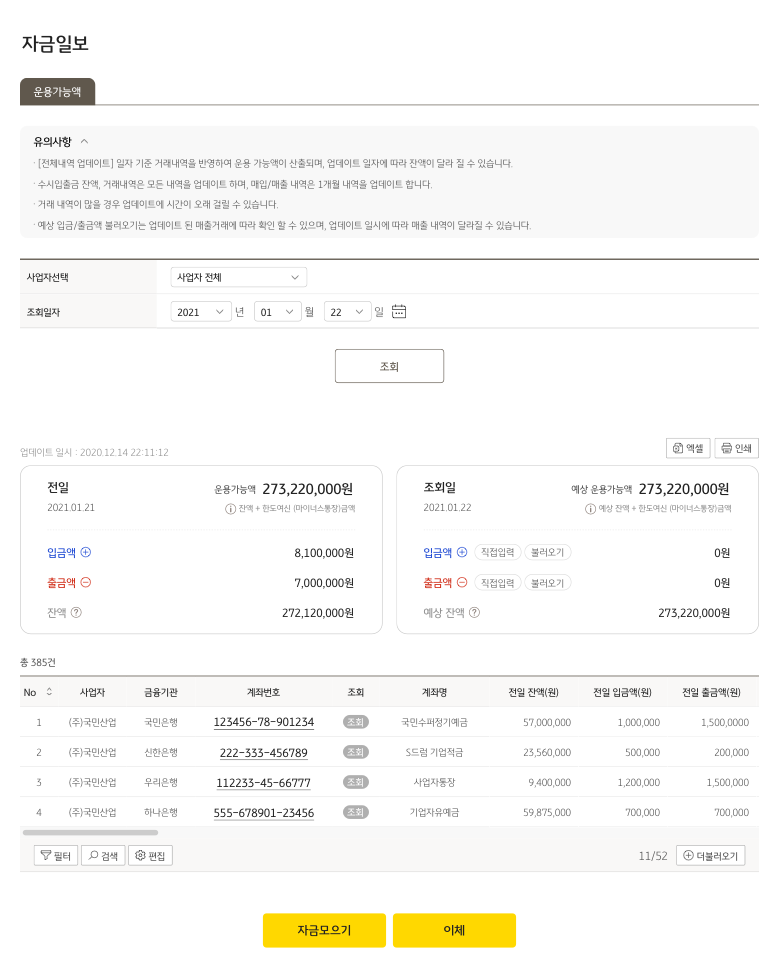 자금일보
운용가능액
유의사항
· [전체내역 업데이트] 일자 기준 거래내역을 반영하여 운용 가능액이 산출되며, 업데이트 일자에 따라 잔액이 달라 질 수 있습니다.
· 수시입출금 잔액, 거래내역은 모든 내역을 업데이트 하며, 매입/매출 내역은 1개월 내역을 업데이트 합니다.
· 거래 내역이 많을 경우 업데이트에 시간이 오래 걸릴 수 있습니다.
· 예상 입금/출금액 불러오기는 업데이트 된 매출거래에 따라 확인 할 수 있으며, 업데이트 일시에 따라 매출 내역이 달라질 수 있습니다.
사업자선택 사업자 전체
조회일자 2021 년 01 월 22 일
조회
업데이트 일시 : 2020.12.14 22:11:12 엑셀 인쇄
전일 운용가능액 273,220,000원
2021.01.21 잔액 + 한도여신 (마이너스통장)금액
입금액 8,100,000원
출금액 7,000,000원
잔액 272,120,000원
조회일 예상 운용가능액 273,220,000원
2021.01.22 예상 잔액 + 한도여신 (마이너스통장)금액
입금액 직접입력 불러오기 0원
출금액 직접입력 불러오기 0원
예상 잔액 273,220,000원
총 385건
No 사업자 금융기관 계좌번호 조회 계좌명 전일 잔액(원) 전일 입금액(원) 전일 출금액(원)
1 (주)국민산업 국민은행 123456-78-901234 조회 국민수퍼정기예금 57,000,000 1,000,000 1,500,0000
2 (주)국민산업 신한은행 222-333-456789 조회 S드림 기업적금 23,560,000 500,000 200,000
3 (주)국민산업 우리은행 112233-45-66777 조회 사업자통장 9,400,000 1,200,000 1,500,000
4 (주)국민산업 하나은행 555-678901-23456 조회 기업자유예금 59,875,000 700,000 700,000
필터 검색 편집 11/52 더불러오기
자금모으기 이체